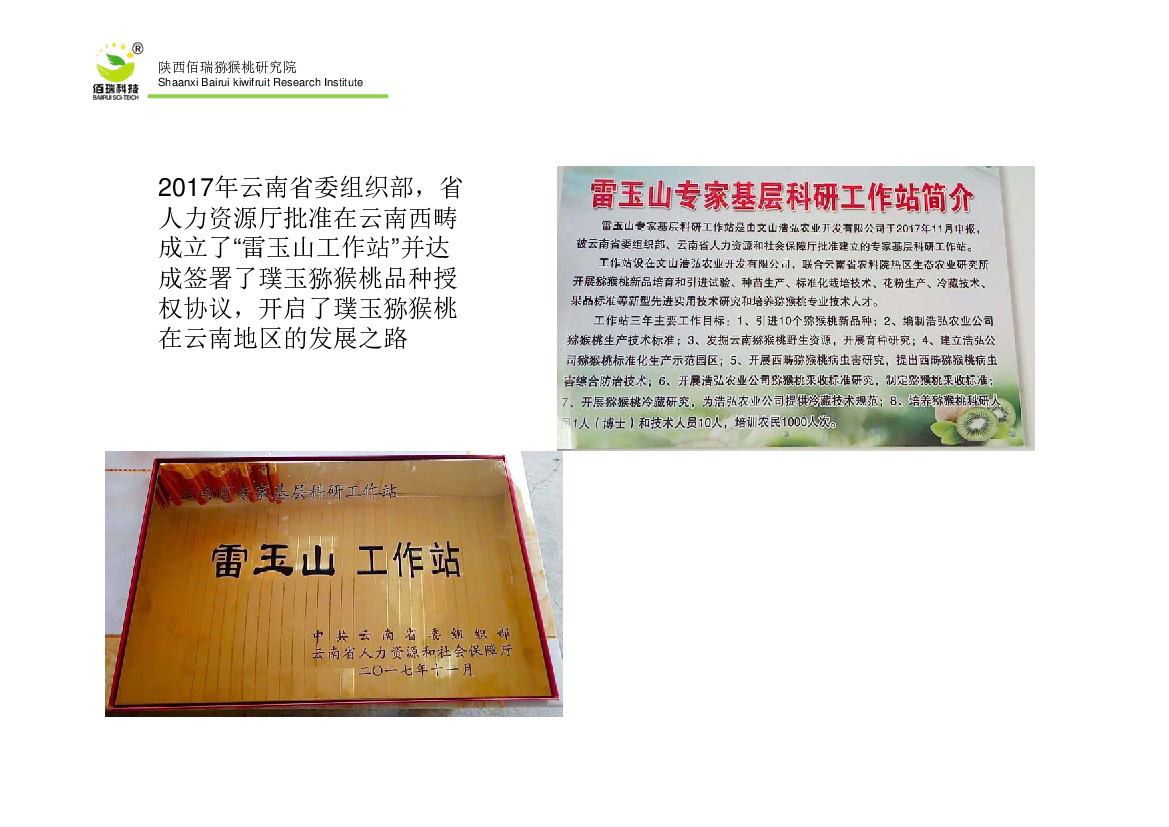 佰瑞科技
BAIRUI SCI-TECH
®
陕西佰瑞猕猴桃研究院
Shaanxi Bairui kiwifruit Research Institute
2017年云南省委组织部，省
人力资源厅批准在云南西畴
成立了“雷玉山工作站”并达
成签署了璞玉猕猴桃品种授
权协议，开启了璞玉猕猴桃
在云南地区的发展之路
雷玉山专家基层科研工作站简介
雷玉山专家基层科研工作站是由文山浩弘农业开发有限公司于2017年11月申报，
被云南省委组织部、云南省人力资源和社会保障厅批准建立的专家基层科研工作站。
工作站设在文山浩弘农业开发有限公司，联合云南省农科院热区生态农业研究所
开展猕猴桃新品培育和引进试验、种苗生产、标准化栽培技术、花粉生产、冷藏技术、
果品标准等新型先进实用技术研究和培养猕猴桃专业技术人才。
工作站三年主要工作目标：1、引进10个猕猴桃新品种；2、编制浩弘农业公司
猕猴桃生产技术标准；3、发掘云南猕猴桃野生资源，开展育种研究；4、建立浩弘公
司猕猴桃标准化生产示范园区；5、开展西畴猕猴桃病虫害研究，提出西畴猕猴桃病虫
害综合防治技术；6、开展浩弘农业公司猕猴桃采收标准研究，制定猕猴桃采收标准；
7、开展猕猴桃冷藏研究，为浩弘农业公司提供冷藏技术规范；8、培养猕猴桃科研人
员1人（博士）和技术人员10人，培训农民1000人次。
云南省专家基层科研工作站
雷玉山 工作站
中共云南省委组织部
云南省人力资源和社会保障厅
二〇一七年十一月